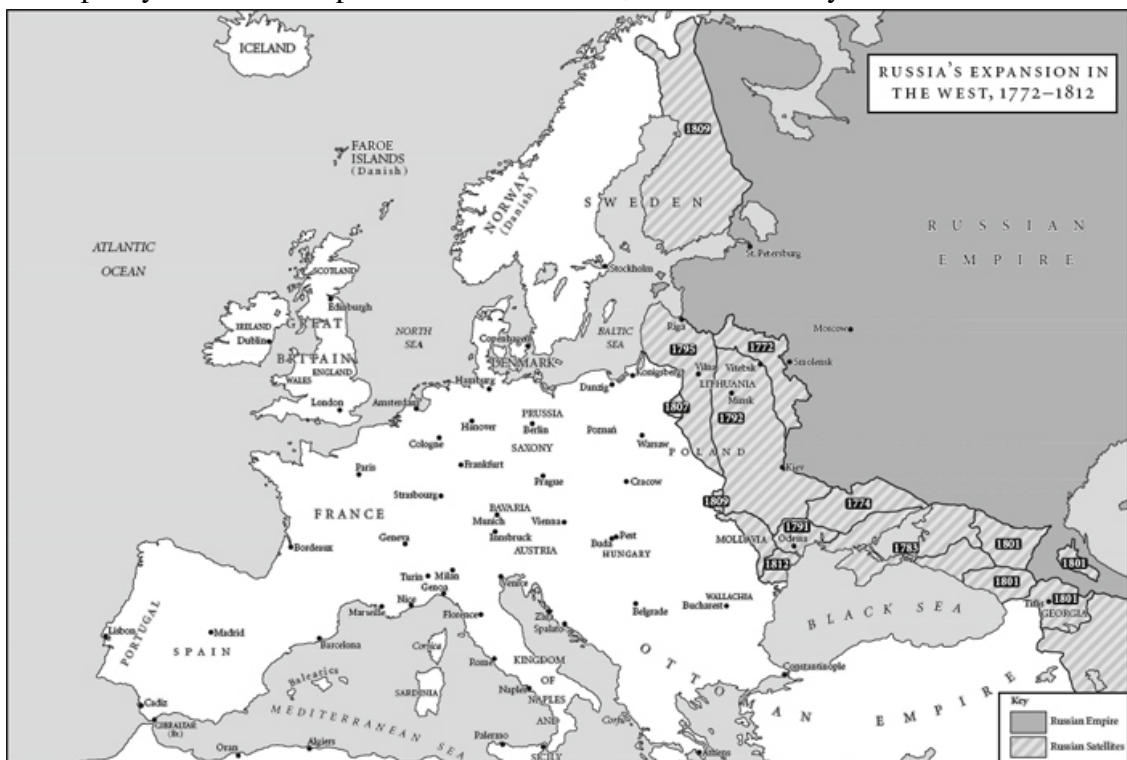 RUSSIA'S EXPANSION IN
THE WEST, 1772–1812
ICELAND
FAROE
ISLANDS
(Danish)
NORWAY
(Danish)
SWEDEN
1809
RUSSIAN
EMPIRE
St. Petersburg
Stockholm
ATLANTIC
OCEAN
SCOTLAND
Edinburgh
IRELAND
Dublin
GREAT
BRITAIN
ENGLAND
WALES
London
NORTH
SEA
BALTIC
SEA
Copenhagen
DENMARK
Riga
1795
1772
Moscow
Smolensk
Vilna
Vitebsk
LITHUANIA
Minsk
1792
1807
Konigsberg
Danzig
Hamburg
Amsterdam
PRUSSIA
Berlin
Hanover
Poznań
Warsaw
POLAND
SAXONY
Cologne
Kiev
Paris
Frankfurt
Prague
Cracow
Strasbourg
FRANCE
BAVARIA
Munich
Vienna
Innsbruck
AUSTRIA
Buda
Pest
HUNGARY
Geneva
Bordeaux
1809
MOLDAVIA
1774
1791
Odessa
1812
1783
1801
1801
1801
1801
Tiflis
GEORGIA
Turin
Milan
Genoa
Venice
Nice
Marseille
Florence
Zara
Spalato
Belgrade
Bucharest
WALLACHIA
BLACK SEA
PORTUGAL
Lisbon
Madrid
SPAIN
Barcelona
Balearics
Corsica
Rome
SARDINIA
KINGDOM
OF
NAPLES
AND
SICILY
Naples
Corfu
OTTOMAN EMPIRE
Constantinople
Cadiz
GIBRALTAR
(Br.)
MEDITERRANEAN SEA
Oran
Algiers
Palermo
Athens
Key
Russian Empire
Russian Satellites